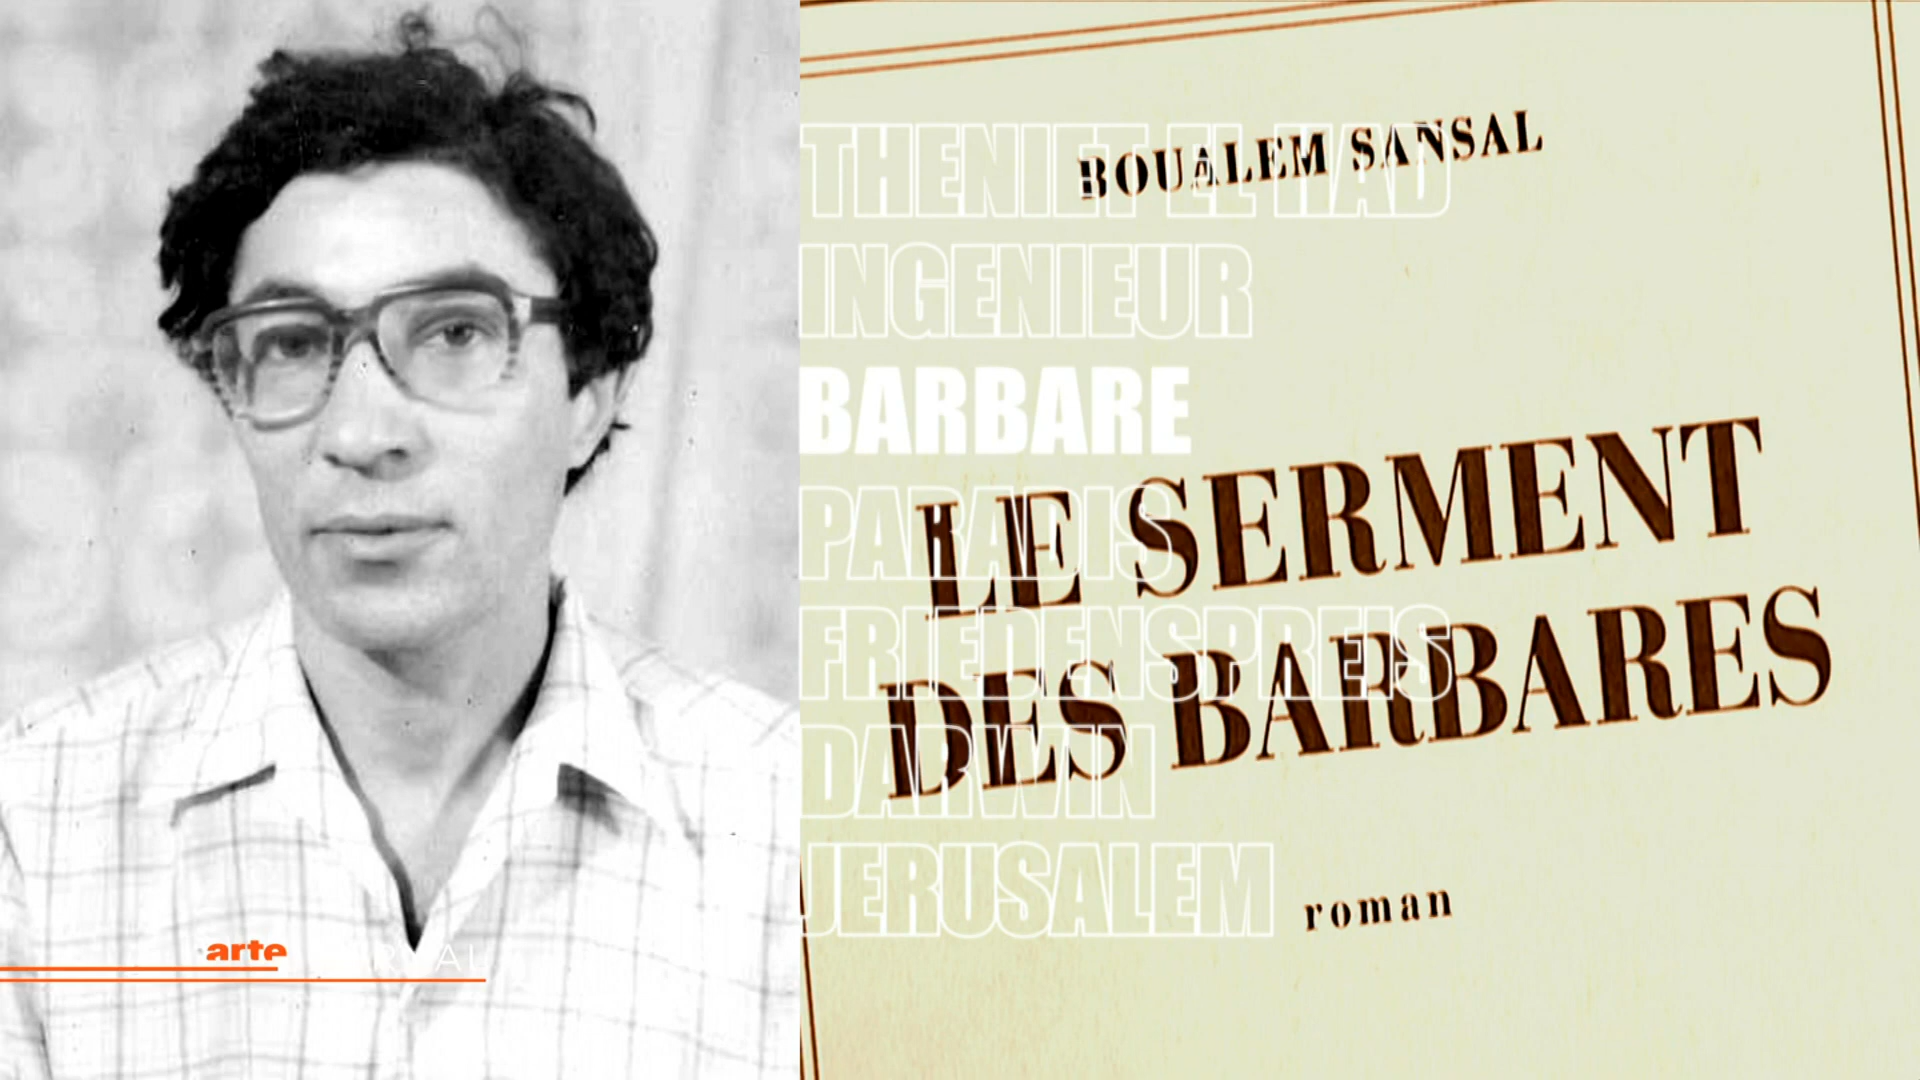 BOUALEM SANSAL
LE SERMENT
DES BARBARES
roman
THENIET EL HAD
INGENIEUR
BARBARE
PARADIS
FRIEDENSPREIS
DARWIN
JERUSALEM
arte